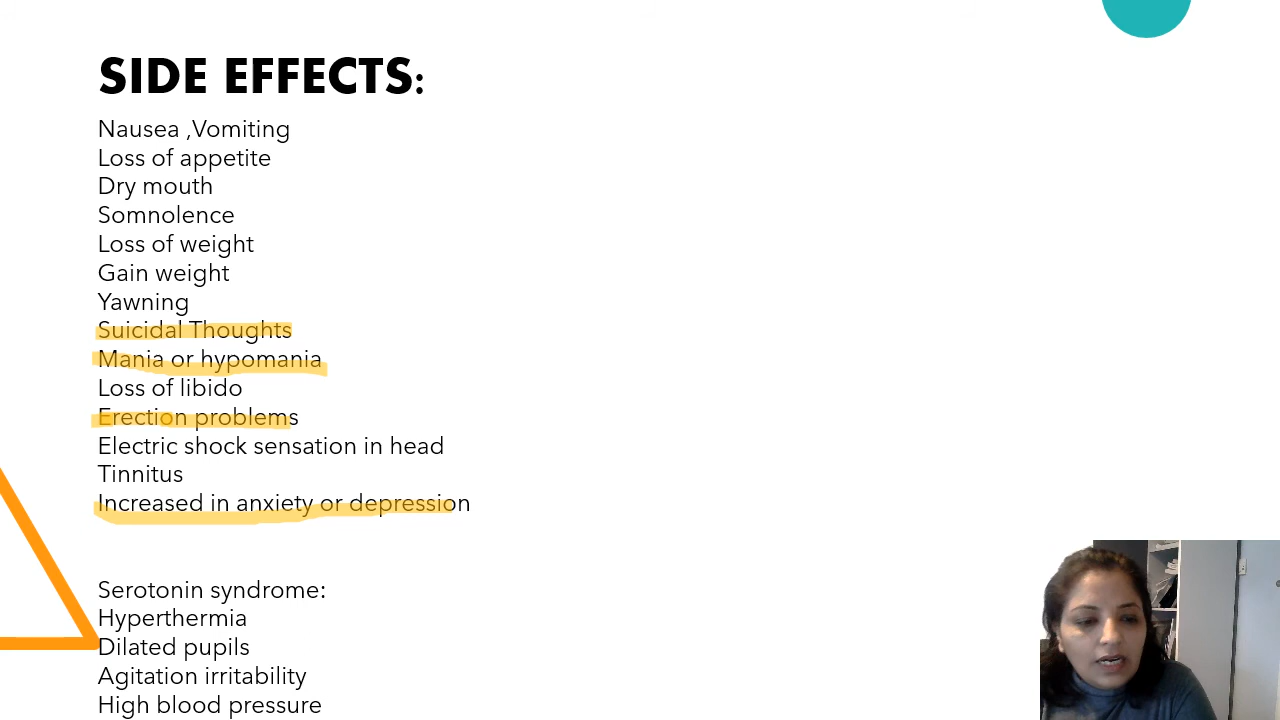 SIDE EFFECTS:
Nausea ,Vomiting
Loss of appetite
Dry mouth
Somnolence
Loss of weight
Gain weight
Yawning
Suicidal Thoughts
Mania or hypomania
Loss of libido
Erection problems
Electric shock sensation in head
Tinnitus
Increased in anxiety or depression
Serotonin syndrome:
Hyperthermia
Dilated pupils
Agitation irritability
High blood pressure